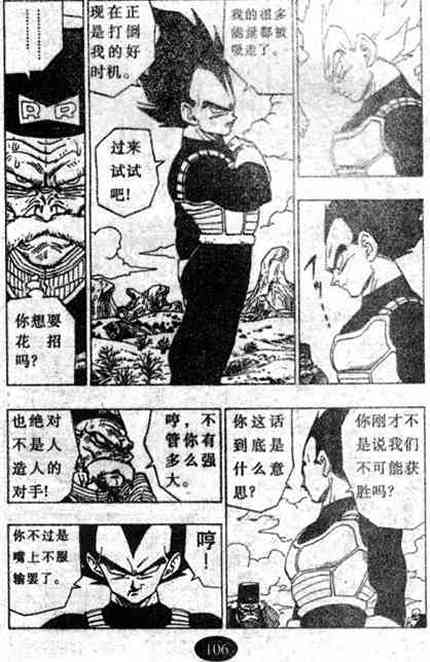 我的很多
能量都被
吸走了。
现在正
是打倒
我的好
时机。
过来
试试
吧!
…………
…………
RR
你想要
花招
吗?
你刚才不
是说我们
不可能获
胜吗?
你这话
到底是
什么意
思?
哼,不
管你有
多么强
大。
也绝对
不是人
造人的
对手!
哼!
你不过是
嘴上不服
输罢了。
106